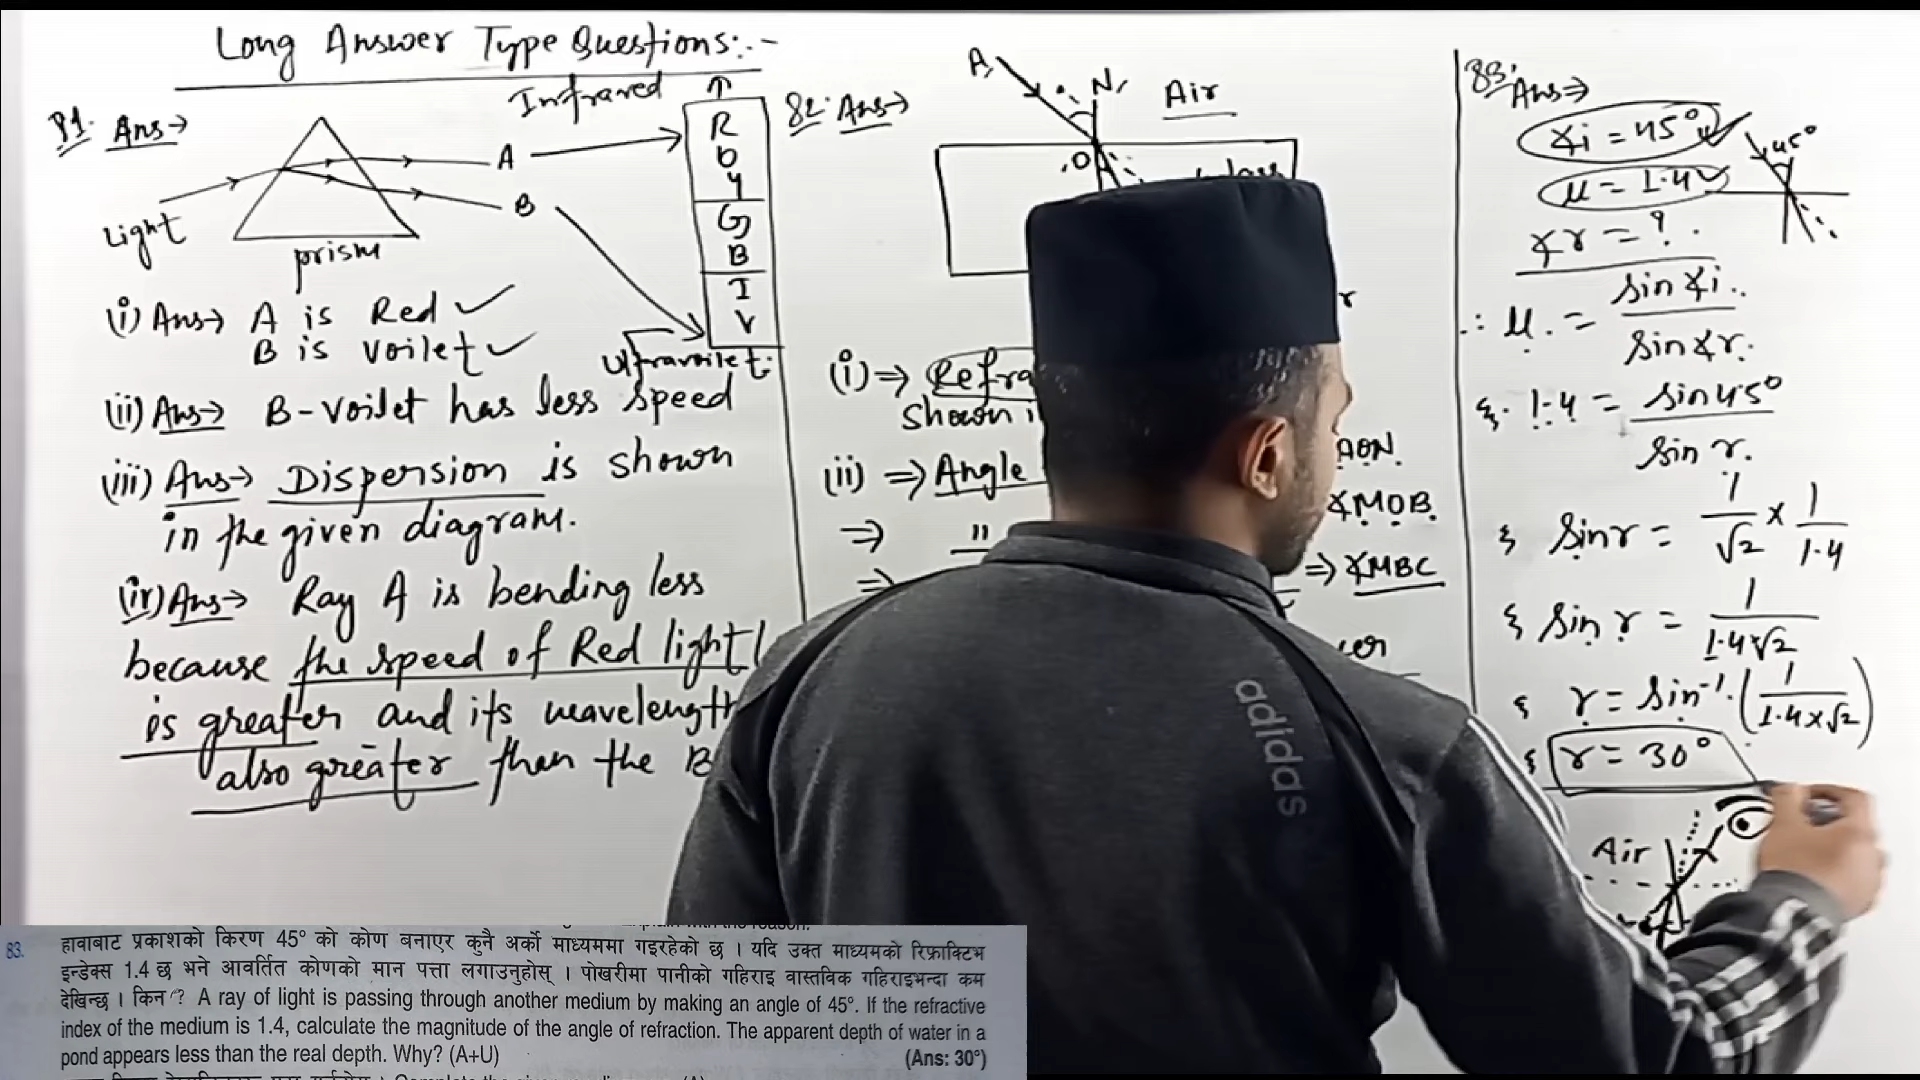 Long Answer Type Questions:-
81. Ans→
Infrared
Light
prism
A
B
R
O
Y
G
B
I
V
Ultravoilet.
(i) Ans→ A is Red ✓
B is voilet ✓
(ii) Ans→ B-voilet has less speed
(iii) Ans→ Dispersion is shown
in the given diagram.
(iv) Ans→ Ray A is bending less
because the speed of Red light
is greater and its wavelength
also greater then the B
82. Ans→
A
N
Air
O
(i) ⇒
shown
(ii) ⇒ Angle
AON.
⇒ "
∡MOB.
⇒ ∡MBC
adidas
83. Ans⇒
∡i = 45°
μ = 1.4
∡r = ?
45°
∴ μ = sin∡i / sin∡r.
1.4 = sin45° / sin r.
sinr = 1/√2 × 1/1.4
sin r = 1/1.4×√2
r = sin⁻¹ (1/1.4×√2)
r = 30°
Air
83. हावाबाट प्रकाशको किरण 45° को कोण बनाएर कुनै अर्को माध्यममा गइरहेको छ । यदि उक्त माध्यमको रिफ्राक्टिभ
इन्डेक्स 1.4 छ भने आवर्तित कोणको मान पत्ता लगाउनुहोस् । पोखरीमा पानीको गहिराइ वास्तविक गहिराइभन्दा कम
देखिन्छ । किन ? A ray of light is passing through another medium by making an angle of 45°. If the refractive
index of the medium is 1.4, calculate the magnitude of the angle of refraction. The apparent depth of water in a
pond appears less than the real depth. Why? (A+U) (Ans: 30°)